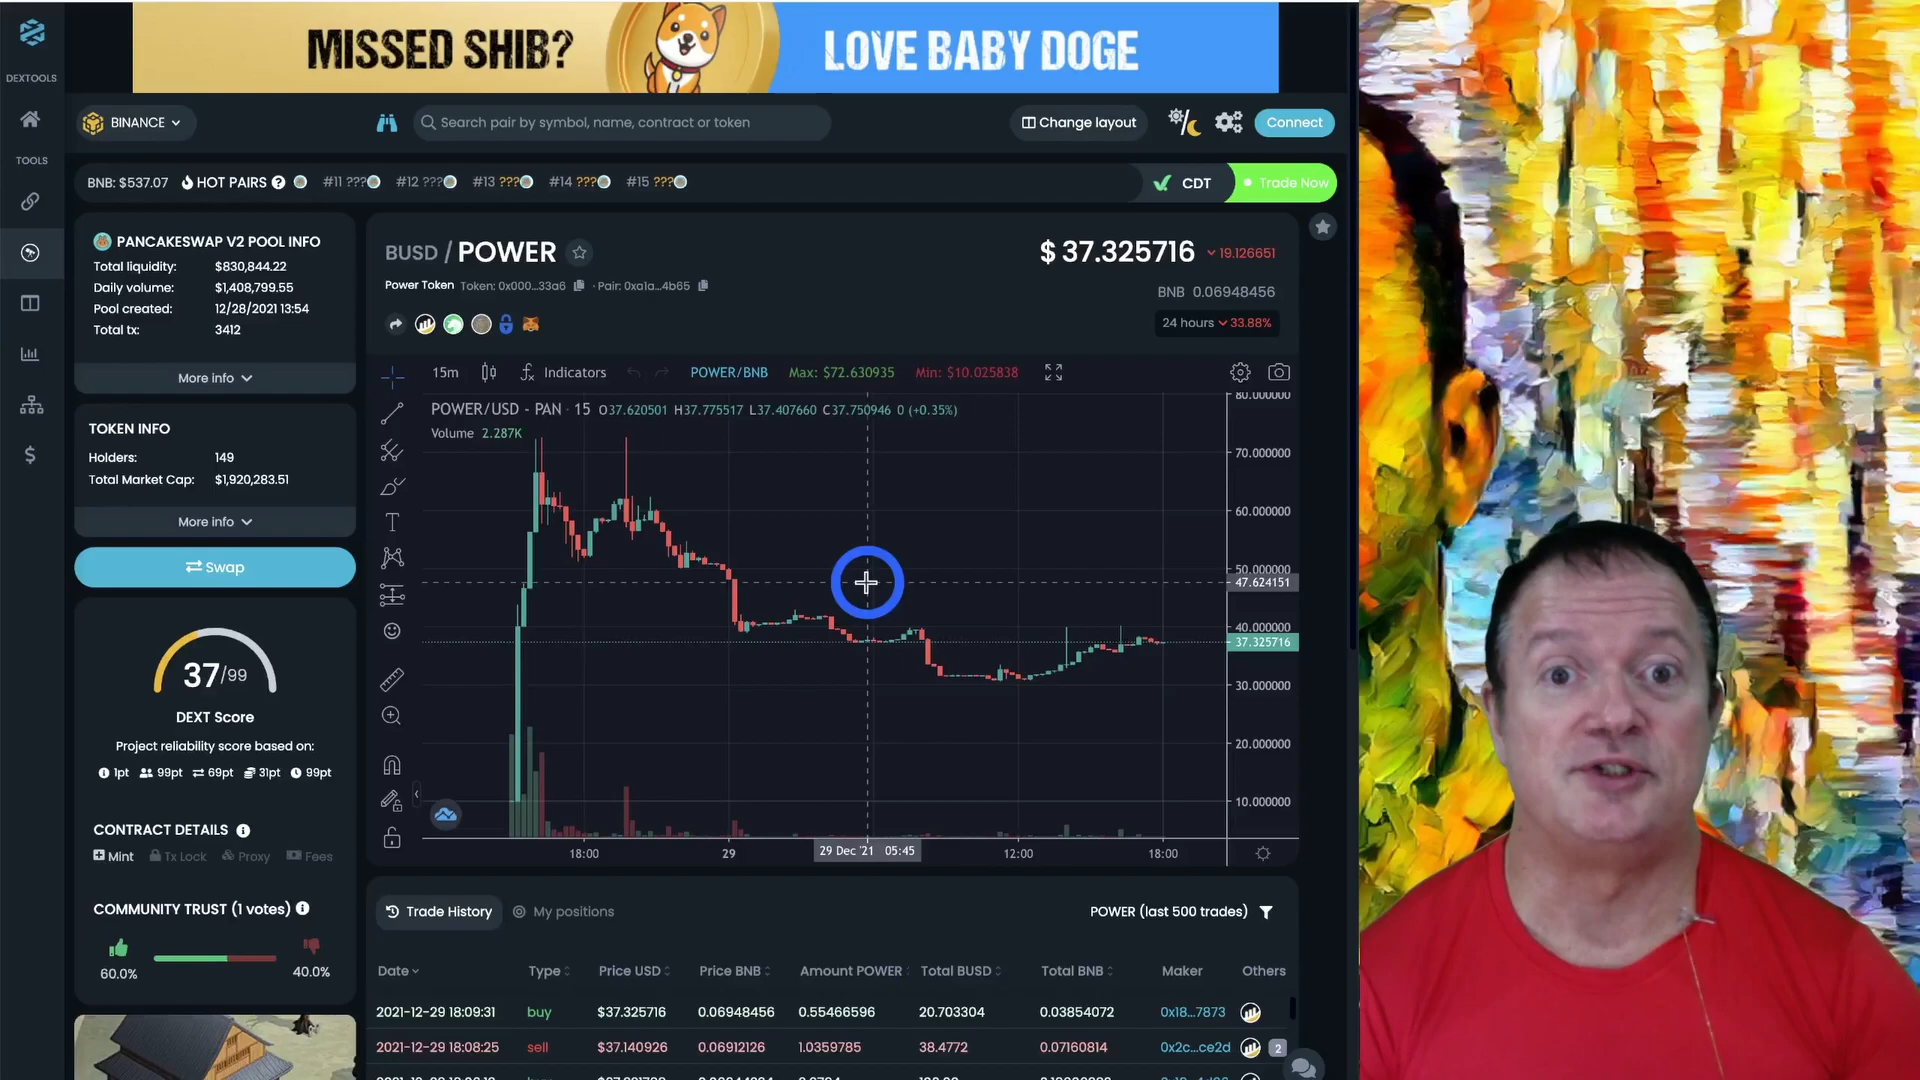 MISSED SHIB?
LOVE BABY DOGE
DEXTOOLS
BINANCE
Search pair by symbol, name, contract or token
Change layout
Connect
TOOLS
BNB: $537.07
HOT PAIRS
#11 ???
#12 ???
#13 ???
#14 ???
#15 ???
CDT
Trade Now
PANCAKESWAP V2 POOL INFO
Total liquidity: $830,844.22
Daily volume: $1,408,799.55
Pool created: 12/28/2021 13:54
Total tx: 3412
More info
TOKEN INFO
Holders: 149
Total Market Cap: $1,920,283.51
More info
Swap
37/99
DEXT Score
Project reliability score based on:
1pt 99pt 69pt 31pt 99pt
CONTRACT DETAILS
Mint Tx Lock Proxy Fees
COMMUNITY TRUST (1 votes)
60.0%
40.0%
BUSD / POWER
$ 37.325716
19.126651
Power Token Token: 0x000...33a6 · Pair: 0xa1a...4b65
BNB 0.06948456
24 hours 33.88%
15m
Indicators
POWER/BNB
Max: $72.630935
Min: $10.025838
POWER/USD - PAN · 15 O37.620501 H37.775517 L37.407660 C37.750946 0 (+0.35%)
Volume 2.287K
80.000000
70.000000
60.000000
50.000000
47.624151
40.000000
37.325716
30.000000
20.000000
10.000000
18:00
29
29 Dec '21 05:45
12:00
18:00
Trade History
My positions
POWER (last 500 trades)
Date Type Price USD Price BNB Amount POWER Total BUSD Total BNB Maker Others
2021-12-29 18:09:31 buy $37.325716 0.06948456 0.55466596 20.703304 0.03854072 0x18...7873
2021-12-29 18:08:25 sell $37.140926 0.06912126 1.0359785 38.4772 0.07160814 0x2c...ce2d 2